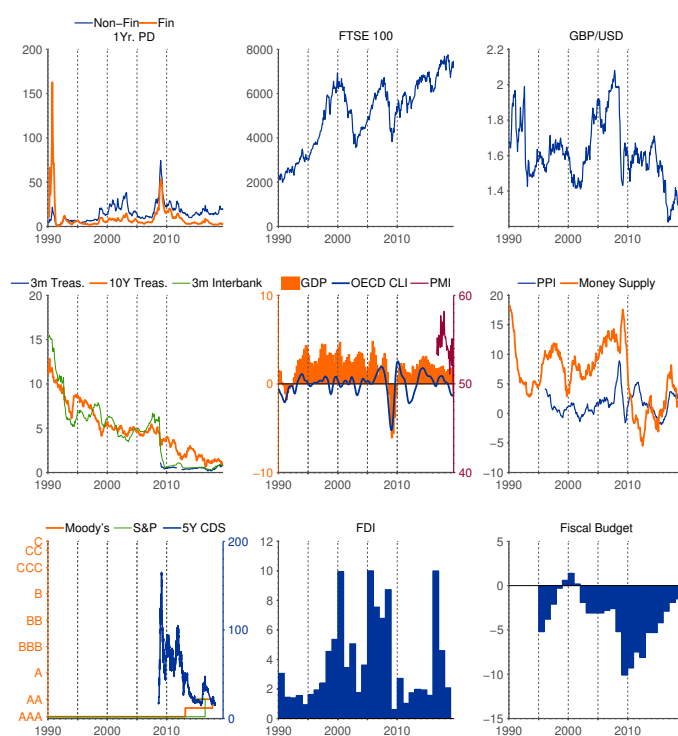 Non−Fin Fin
1Yr. PD
200
150
100
50
0
1990 2000 2010
FTSE 100
8000
6000
4000
2000
0
1990 2000 2010
GBP/USD
2.2
2
1.8
1.6
1.4
1990 2000 2010
3m Treas. 10Y Treas. 3m Interbank
20
15
10
5
0
1990 2000 2010
GDP OECD CLI PMI
10 60
0 50
−10 40
1990 2000 2010
PPI Money Supply
20
15
10
5
0
−5
−10
1990 2000 2010
Moody's S&P 5Y CDS
C 200
CC
CCC
B
BB 100
BBB
A
AA
AAA 0
1990 2000 2010
FDI
12
10
8
6
4
2
0
1990 2000 2010
Fiscal Budget
5
0
−5
−10
−15
1990 2000 2010